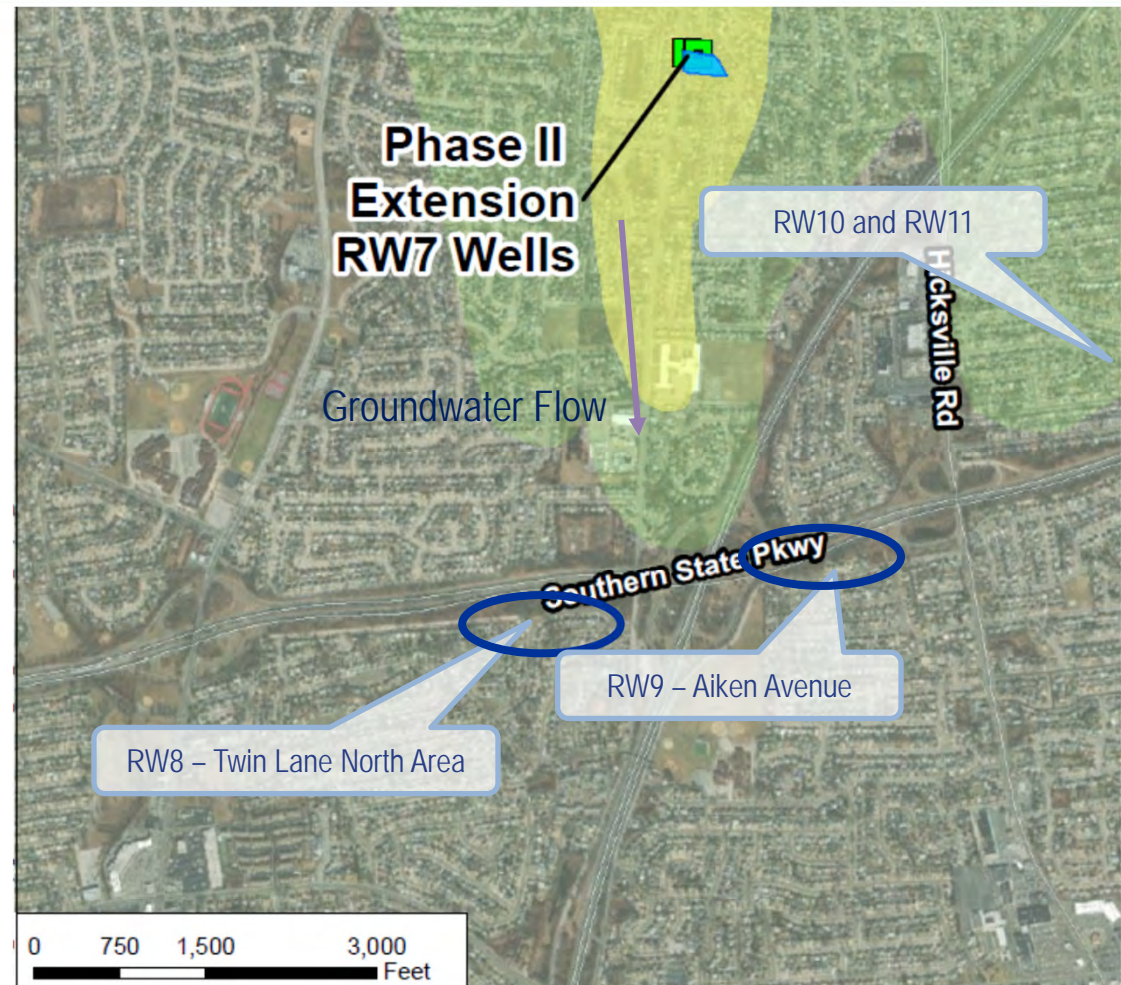 Phase II
Extension
RW7 Wells
RW10 and RW11
Hicksville Rd
Groundwater Flow
Southern State Pkwy
RW9 – Aiken Avenue
RW8 – Twin Lane North Area
0 750 1,500 3,000
Feet